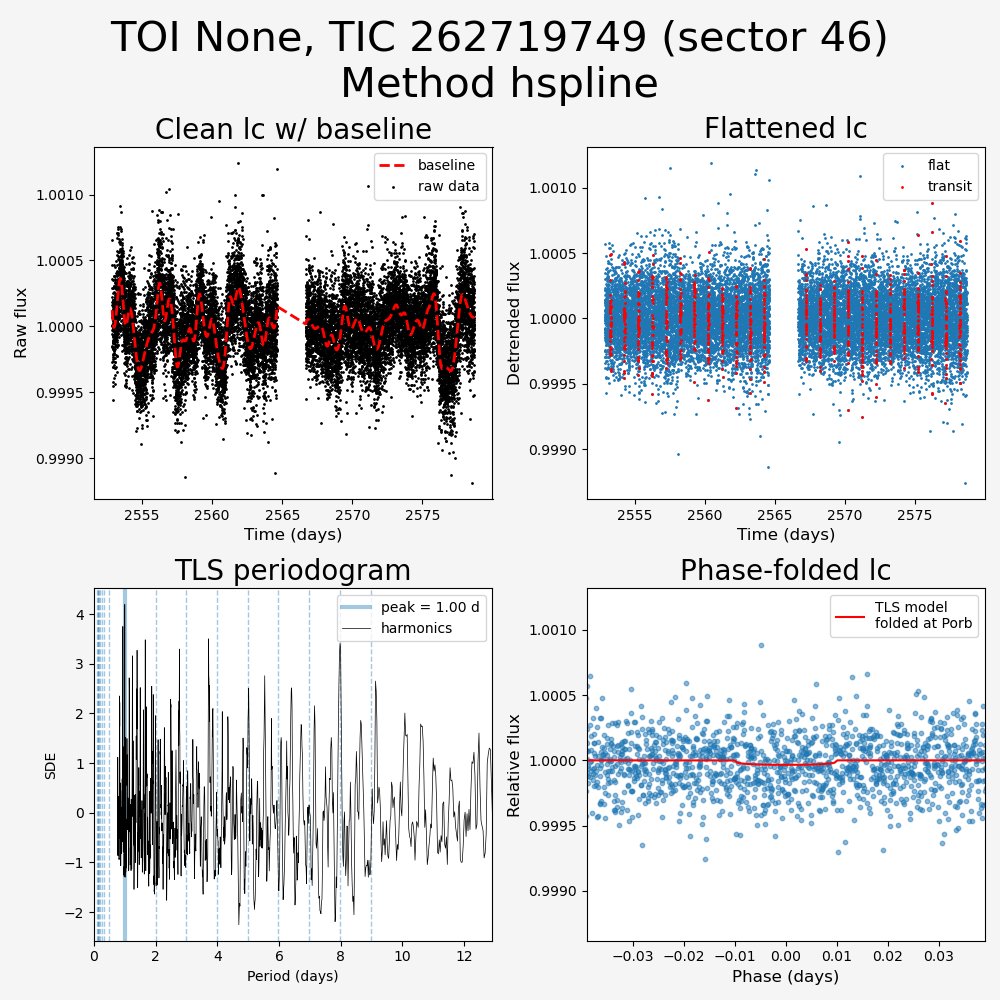 TOI None, TIC 262719749 (sector 46)
Method hspline
Clean lc w/ baseline
baseline
raw data
1.0010
1.0005
1.0000
0.9995
0.9990
Raw flux
2555 2560 2565 2570 2575
Time (days)
Flattened lc
flat
transit
1.0010
1.0005
1.0000
0.9995
0.9990
Detrended flux
2555 2560 2565 2570 2575
Time (days)
TLS periodogram
peak = 1.00 d
harmonics
4
3
2
1
0
−1
−2
SDE
0 2 4 6 8 10 12
Period (days)
Phase-folded lc
TLS model
folded at Porb
1.0010
1.0005
1.0000
0.9995
0.9990
Relative flux
−0.03 −0.02 −0.01 0.00 0.01 0.02 0.03
Phase (days)